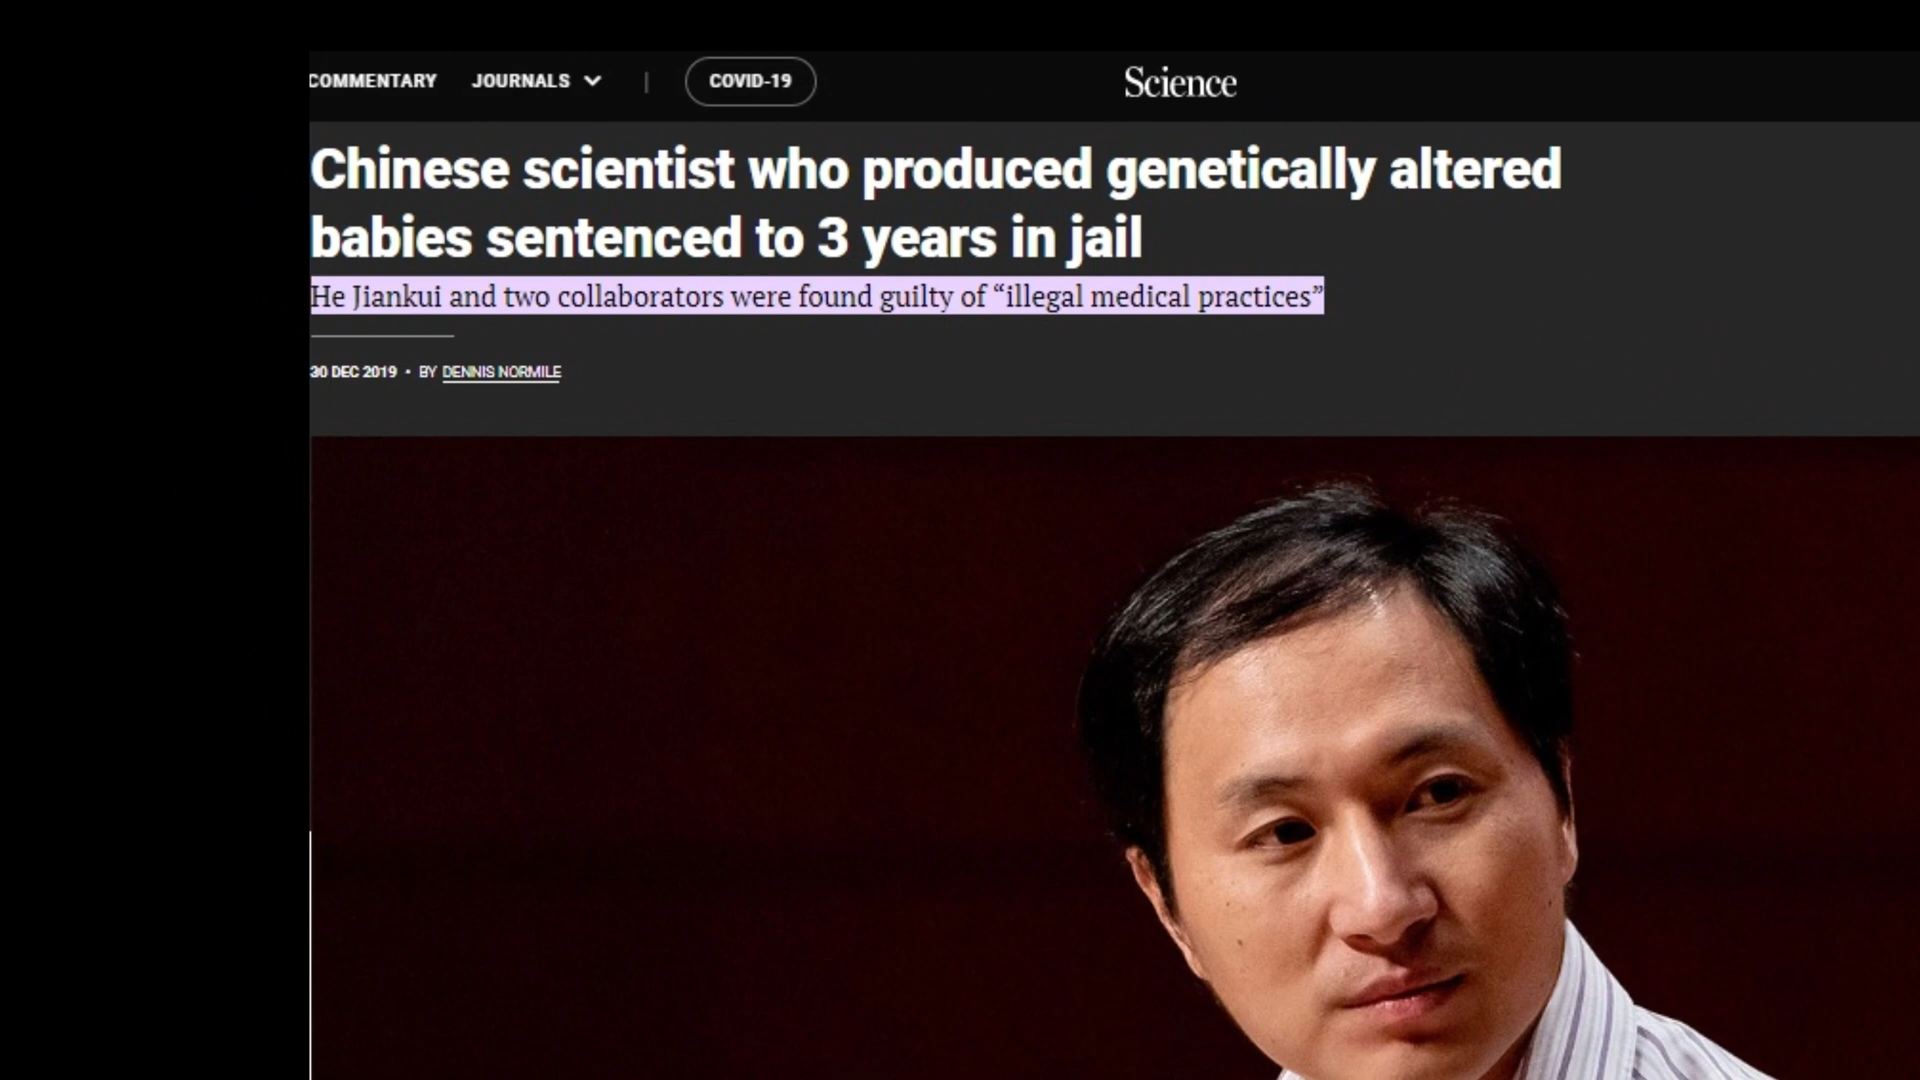 COMMENTARY JOURNALS | COVID-19 Science
Chinese scientist who produced genetically altered
babies sentenced to 3 years in jail
He Jiankui and two collaborators were found guilty of “illegal medical practices”
30 DEC 2019 • BY DENNIS NORMILE